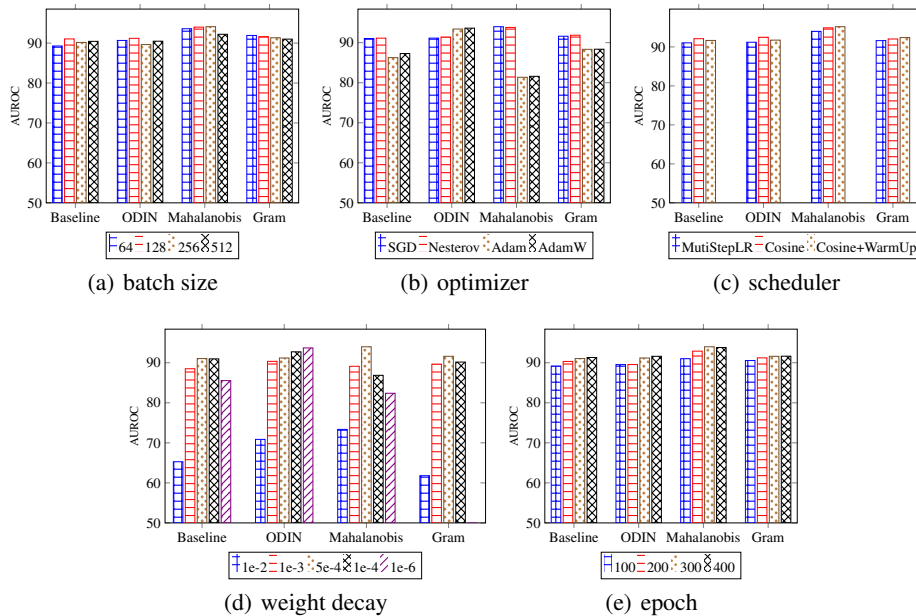 90
80
70
60
50
AUROC
Baseline ODIN Mahalanobis Gram
64 128 256 512
(a) batch size
90
80
70
60
50
AUROC
Baseline ODIN Mahalanobis Gram
SGD Nesterov Adam AdamW
(b) optimizer
90
80
70
60
50
AUROC
Baseline ODIN Mahalanobis Gram
MutiStepLR Cosine Cosine+WarmUp
(c) scheduler
90
80
70
60
50
AUROC
Baseline ODIN Mahalanobis Gram
1e-2 1e-3 5e-4 1e-4 1e-6
(d) weight decay
90
80
70
60
50
AUROC
Baseline ODIN Mahalanobis Gram
100 200 300 400
(e) epoch